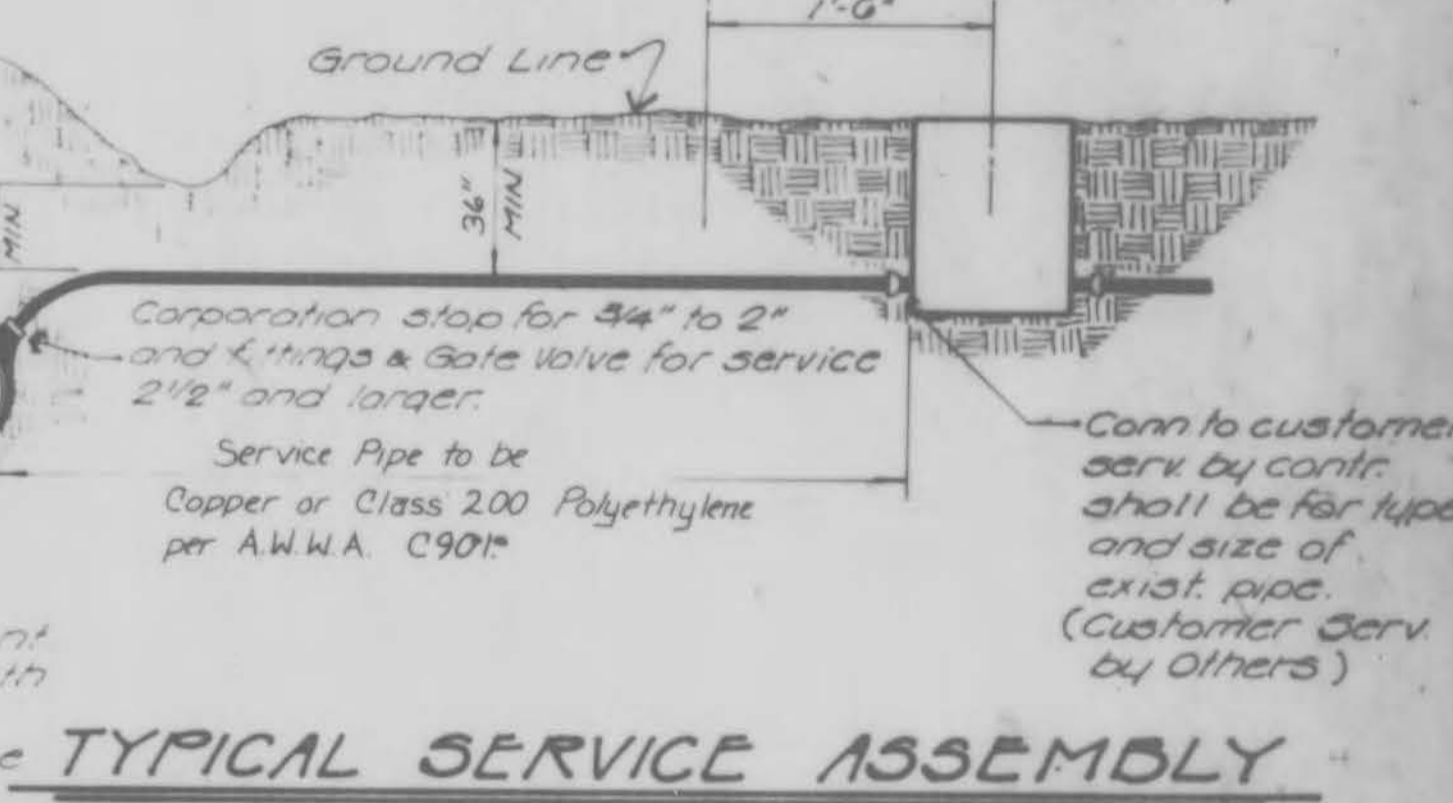 1'-6"
Ground Line
36"
MIN
MIN
Corporation stop for 3/4" to 2"
and fittings & Gate valve for service
2 1/2" and larger.
Service Pipe to be
Copper or Class 200 Polyethylene
per A.W.W.A. C901.
Conn to customer
serv. by contr.
shall be for type
and size of
exist. pipe.
(Customer Serv.
by Others)
TYPICAL SERVICE ASSEMBLY